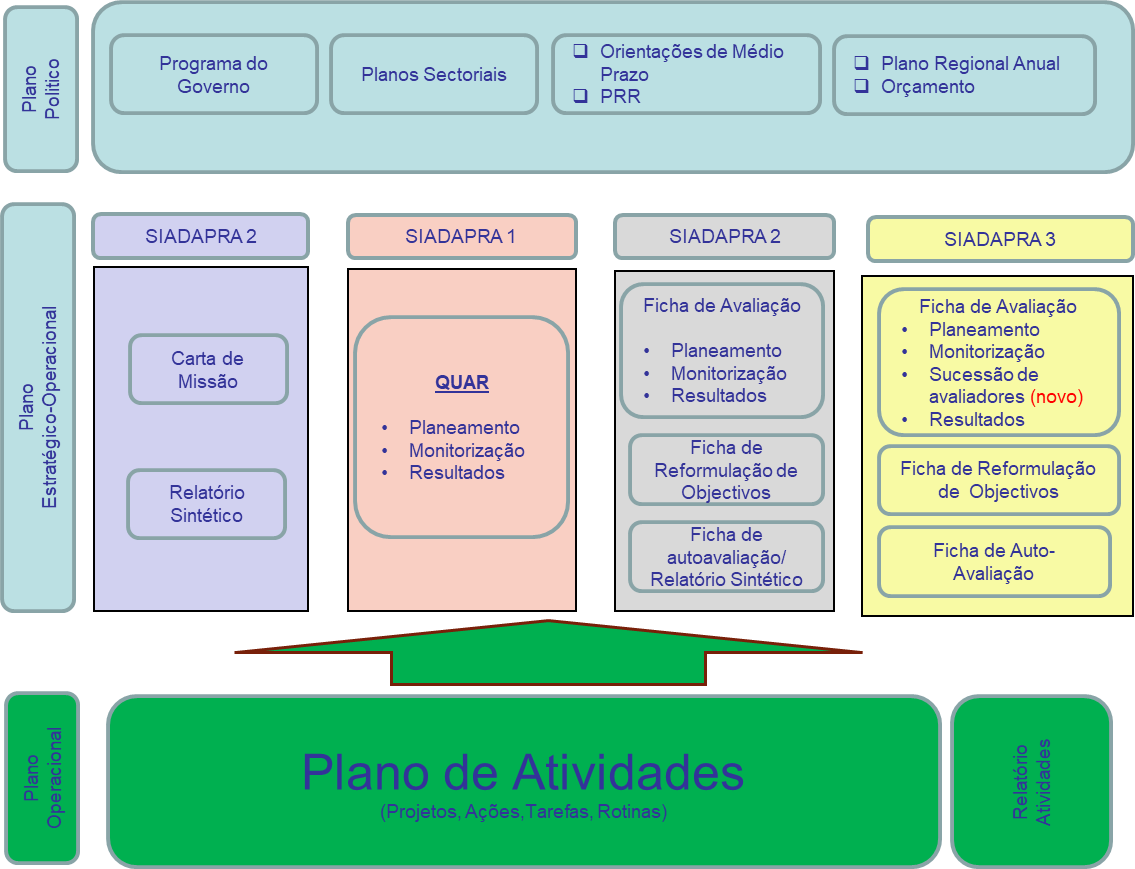 Plano
Politico
Programa do
Governo
Planos Sectoriais
❑ Orientações de Médio
Prazo
❑ PRR
❑ Plano Regional Anual
❑ Orçamento
Plano
Estratégico-Operacional
SIADAPRA 2
Carta de
Missão
Relatório
Sintético
SIADAPRA 1
QUAR
• Planeamento
• Monitorização
• Resultados
SIADAPRA 2
Ficha de Avaliação
• Planeamento
• Monitorização
• Resultados
Ficha de
Reformulação de
Objectivos
Ficha de
autoavaliação/
Relatório Sintético
SIADAPRA 3
Ficha de Avaliação
• Planeamento
• Monitorização
• Sucessão de
avaliadores (novo)
• Resultados
Ficha de Reformulação
de Objectivos
Ficha de Auto-
Avaliação
Plano
Operacional
Plano de Atividades
(Projetos, Ações,Tarefas, Rotinas)
Relatório
Atividades